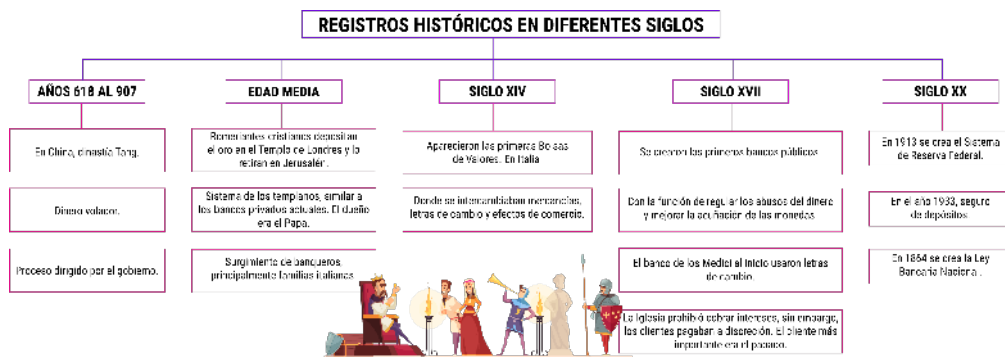 REGISTROS HISTÓRICOS EN DIFERENTES SIGLOS
AÑOS 618 AL 907
En China, dinastía Tang.
Dinero volador.
Proceso dirigido por el gobierno.
EDAD MEDIA
Romeriantes cristianos depositan
el oro en el Templo de Londres y lo
retiran en Jerusalén.
Sistema de los templarios, similar a
los bancos privados actuales. El dueño
era el Papa.
Surgimiento de banqueros,
principalmente familias italianas.
SIGLO XIV
Aparecieron las primeras Bolsas
de Valores. En Italia
Donde se intercambiaban mercancías,
letras de cambio y efectos de comercio.
SIGLO XVII
Se crearon los primeros bancos públicos
Con la función de regular los abusos del dinero
y mejorar la acuñación de las monedas
El banco de los Medici al inicio usaron letras
de cambio.
La Iglesia prohibió cobrar intereses, sin embargo,
los clientes pagaban a discreción. El cliente más
importante era el papado.
SIGLO XX
En 1913 se crea el Sistema
de Reserva Federal.
En el año 1933, seguro
de depósitos
En 1864 se crea la Ley
Bancaria Nacional.